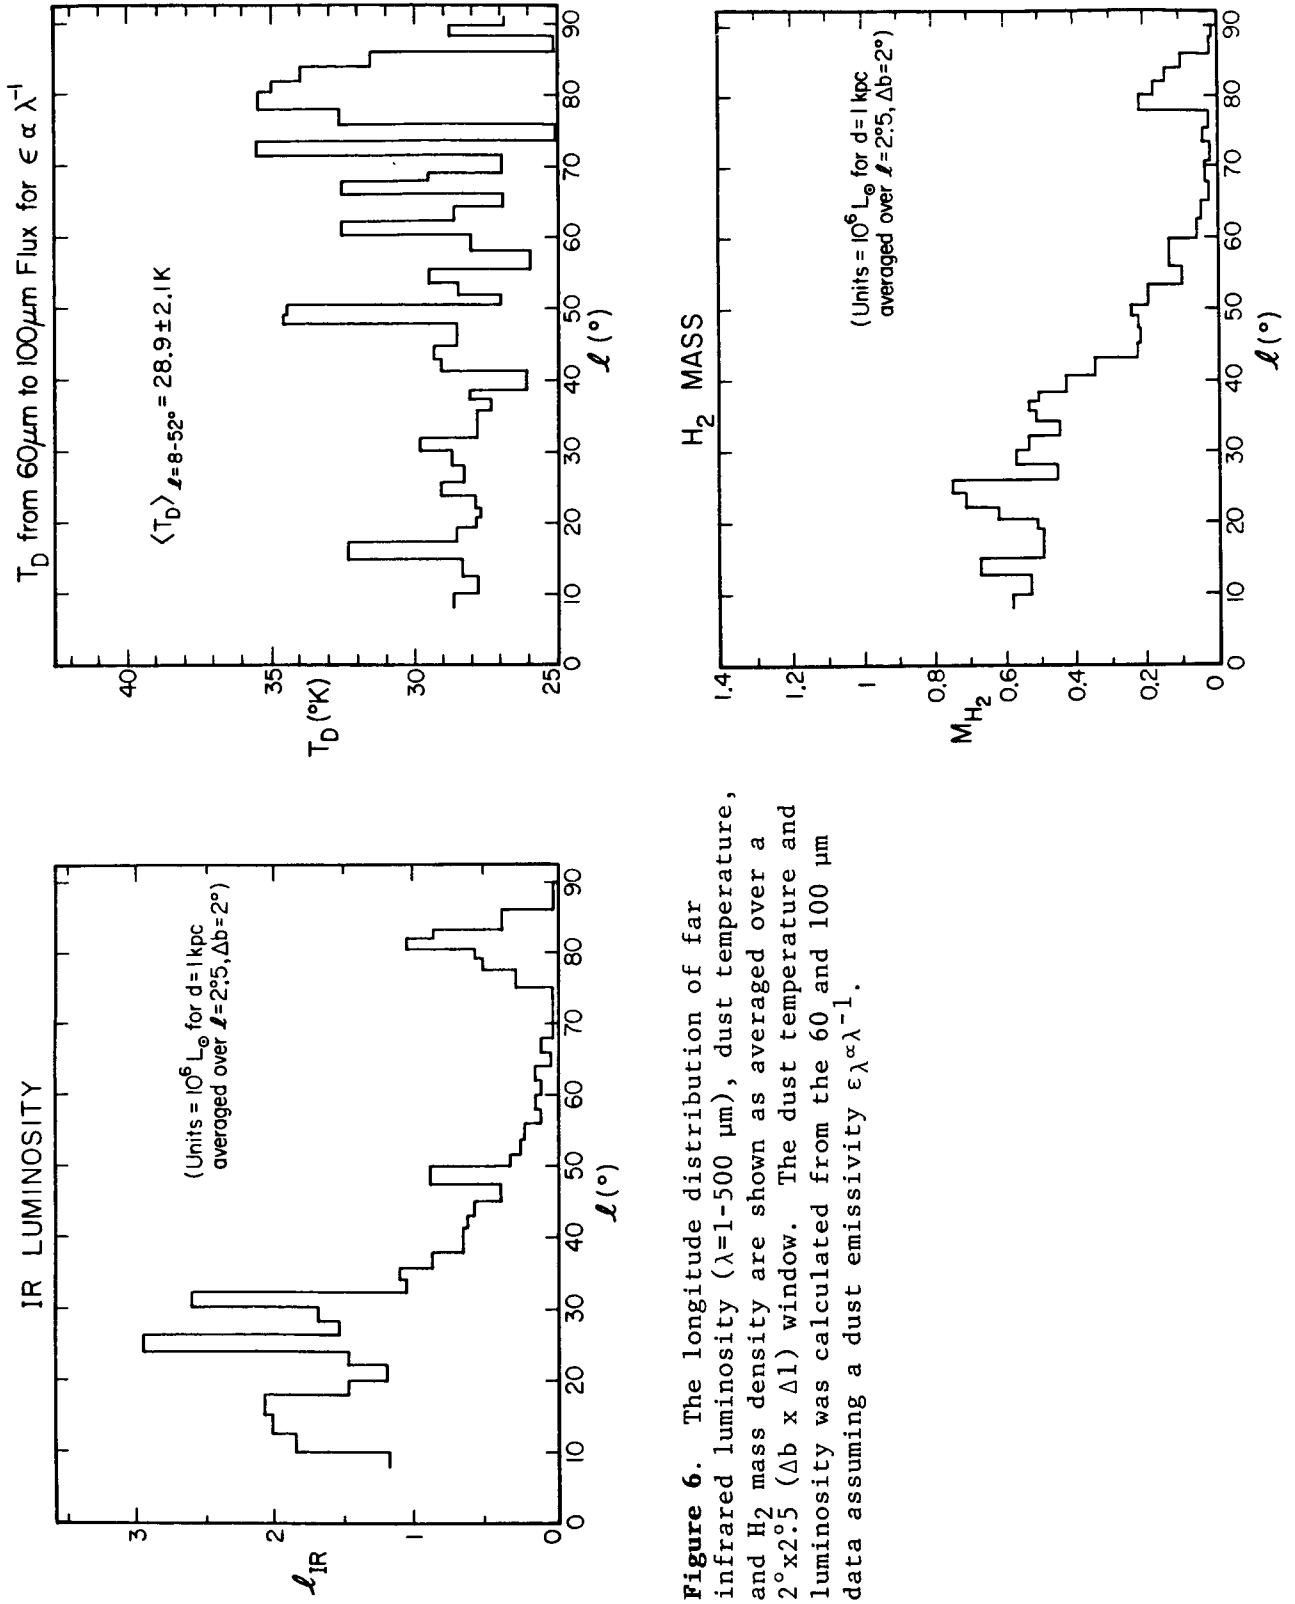 IR LUMINOSITY
(Units = 10⁶ L⊙ for d = 1 kpc
averaged over ℓ = 2°.5, Δb = 2°)
ℓIR
3
2
1
0
0 10 20 30 40 50 60 70 80 90
ℓ (°)
TD from 60μm to 100μm Flux for ϵ α λ⁻¹
⟨TD⟩ ℓ=8-52° = 28.9 ± 2.1K
TD (°K)
40
35
30
25
0 10 20 30 40 50 60 70 80 90
ℓ (°)
H₂ MASS
(Units = 10⁶ L⊙ for d = 1 kpc
averaged over ℓ = 2°.5, Δb = 2°)
MH₂
1.4
1.2
1
0.8
0.6
0.4
0.2
0
0 10 20 30 40 50 60 70 80 90
ℓ (°)
Figure 6. The longitude distribution of far
infrared luminosity (λ=1-500 μm), dust temperature,
and H₂ mass density are shown as averaged over a
2°x2°.5 (Δb x Δl) window. The dust temperature and
luminosity was calculated from the 60 and 100 μm
data assuming a dust emissivity ελ∝λ⁻¹.